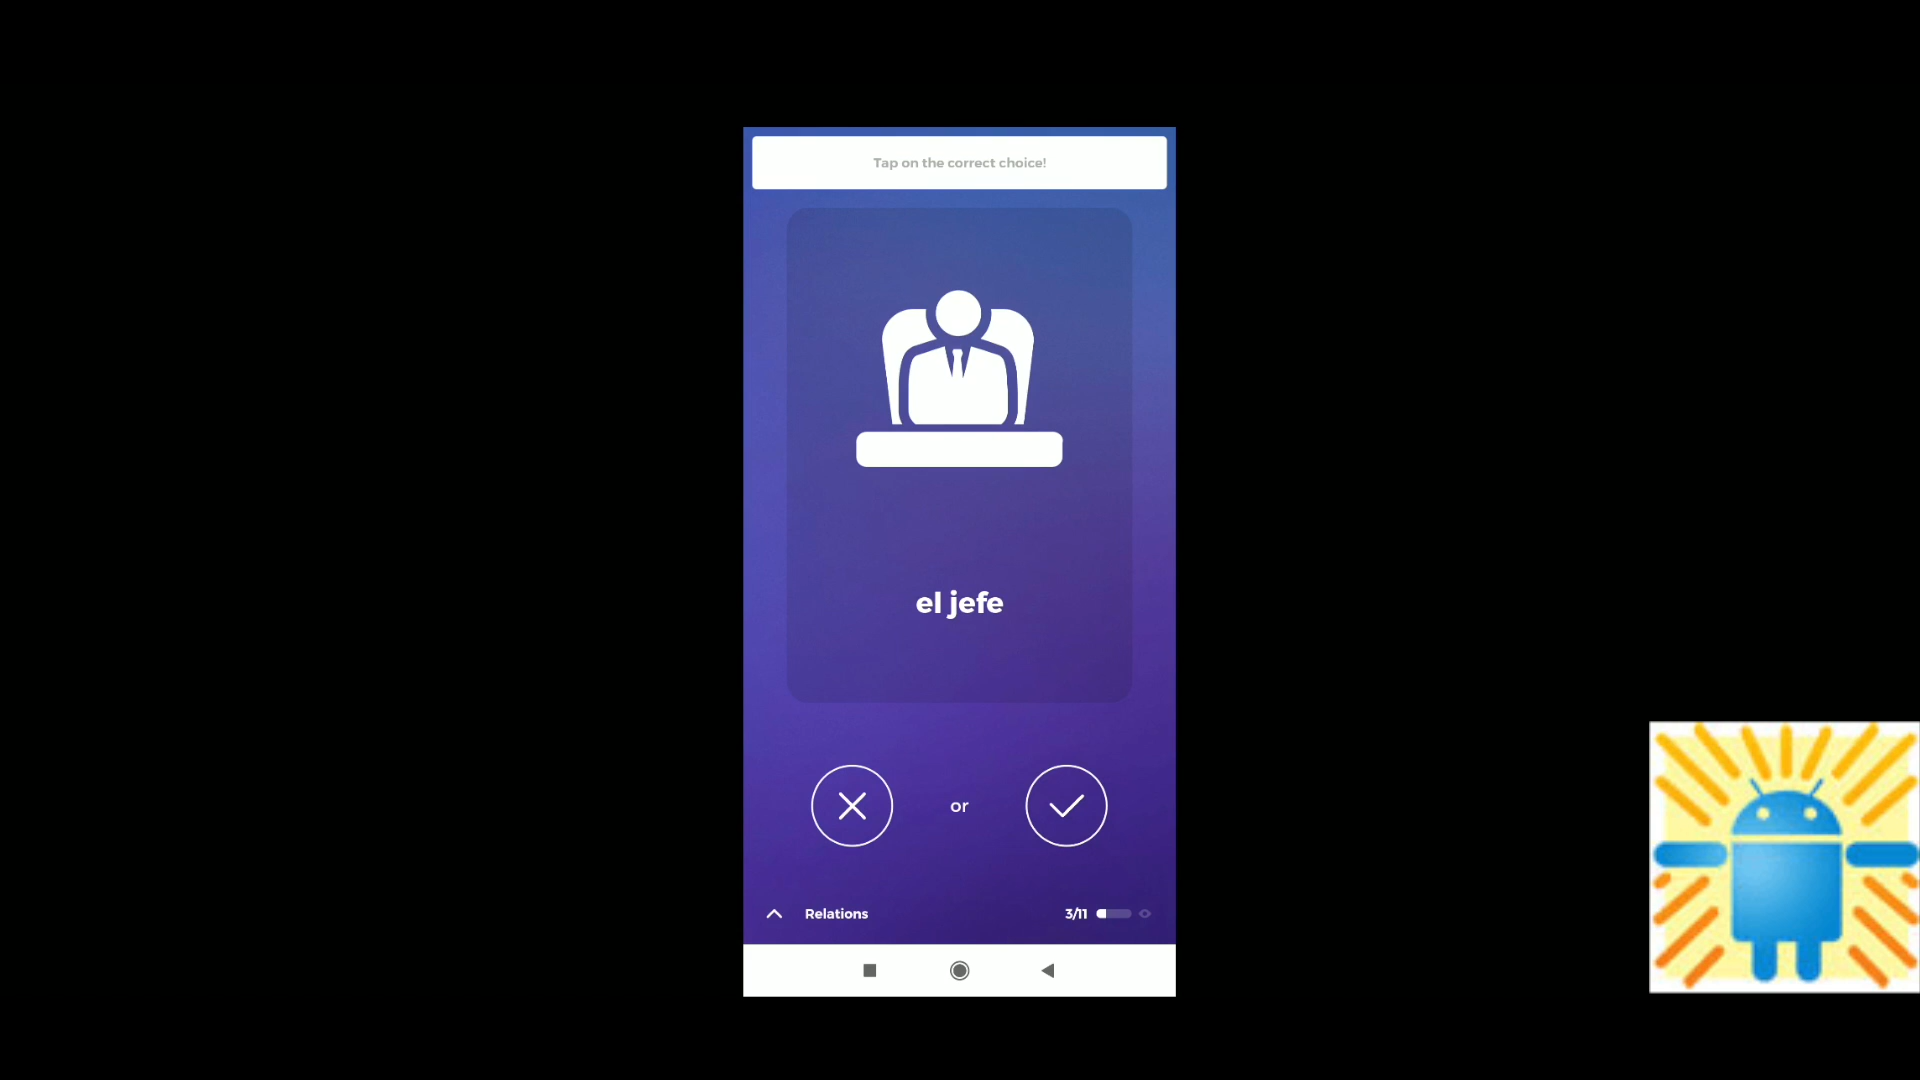 Tap on the correct choice!
el jefe
or
Relations
3/11